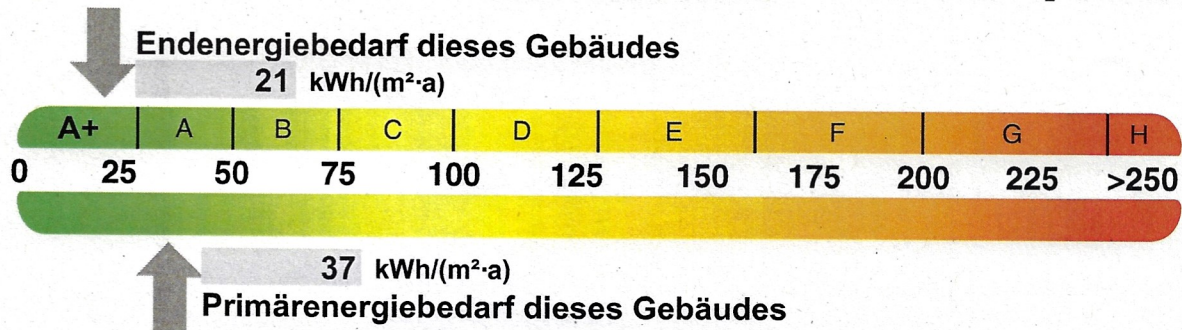 Endenergiebedarf dieses Gebäudes
21 kWh/(m²·a)
A+ A B C D E F G H
0 25 50 75 100 125 150 175 200 225 >250
37 kWh/(m²·a)
Primärenergiebedarf dieses Gebäudes